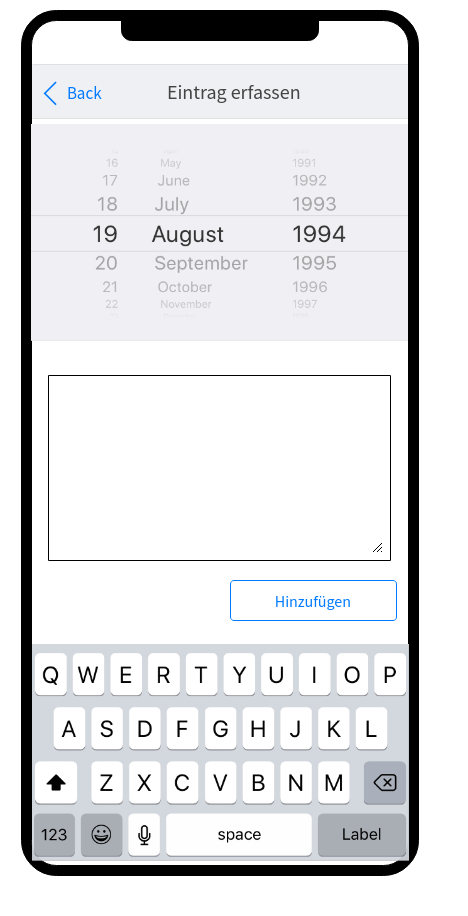 Back Eintrag erfassen
16 May 1991
17 June 1992
18 July 1993
19 August 1994
20 September 1995
21 October 1996
22 November 1997
Hinzufügen
Q W E R T Y U I O P
A S D F G H J K L
Z X C V B N M
123 space Label